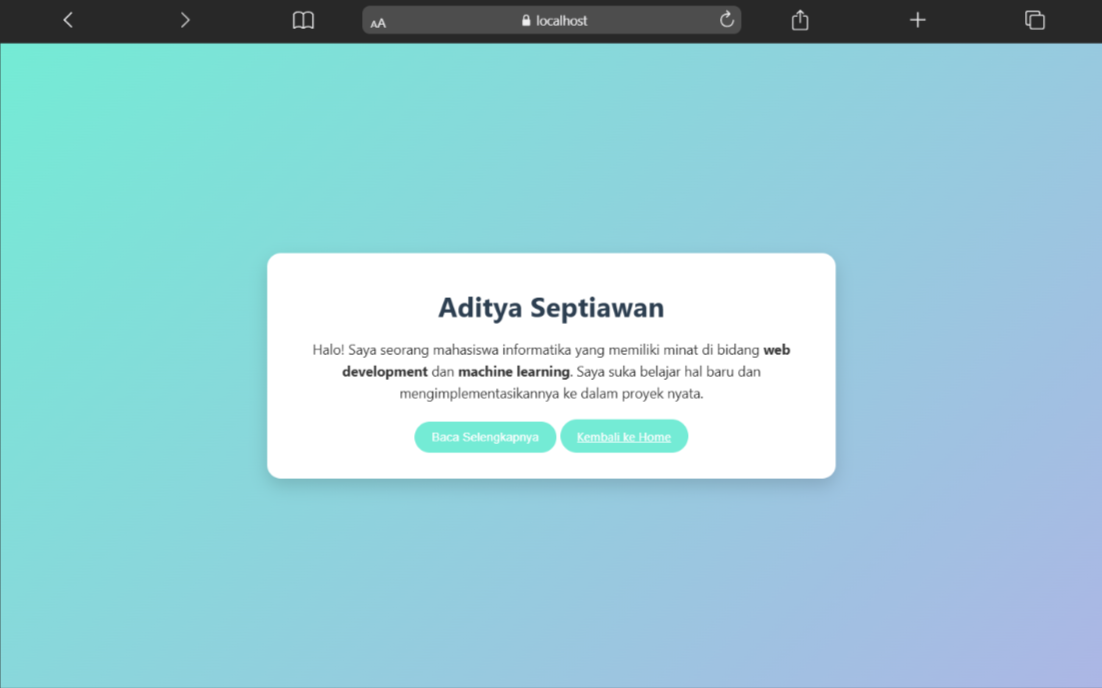 AA
localhost
Aditya Septiawan
Halo! Saya seorang mahasiswa informatika yang memiliki minat di bidang web
development dan machine learning. Saya suka belajar hal baru dan
mengimplementasikannya ke dalam proyek nyata.
Baca Selengkapnya Kembali ke Home